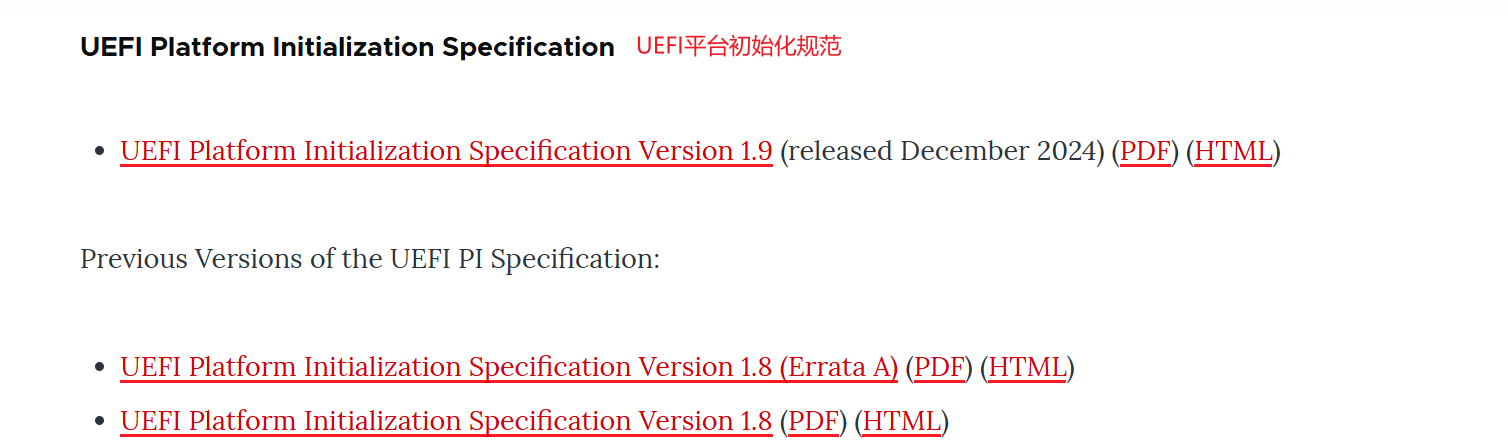 UEFI Platform Initialization Specification UEFI平台初始化规范
• UEFI Platform Initialization Specification Version 1.9 (released December 2024) (PDF) (HTML)
Previous Versions of the UEFI PI Specification:
• UEFI Platform Initialization Specification Version 1.8 (Errata A) (PDF) (HTML)
• UEFI Platform Initialization Specification Version 1.8 (PDF) (HTML)